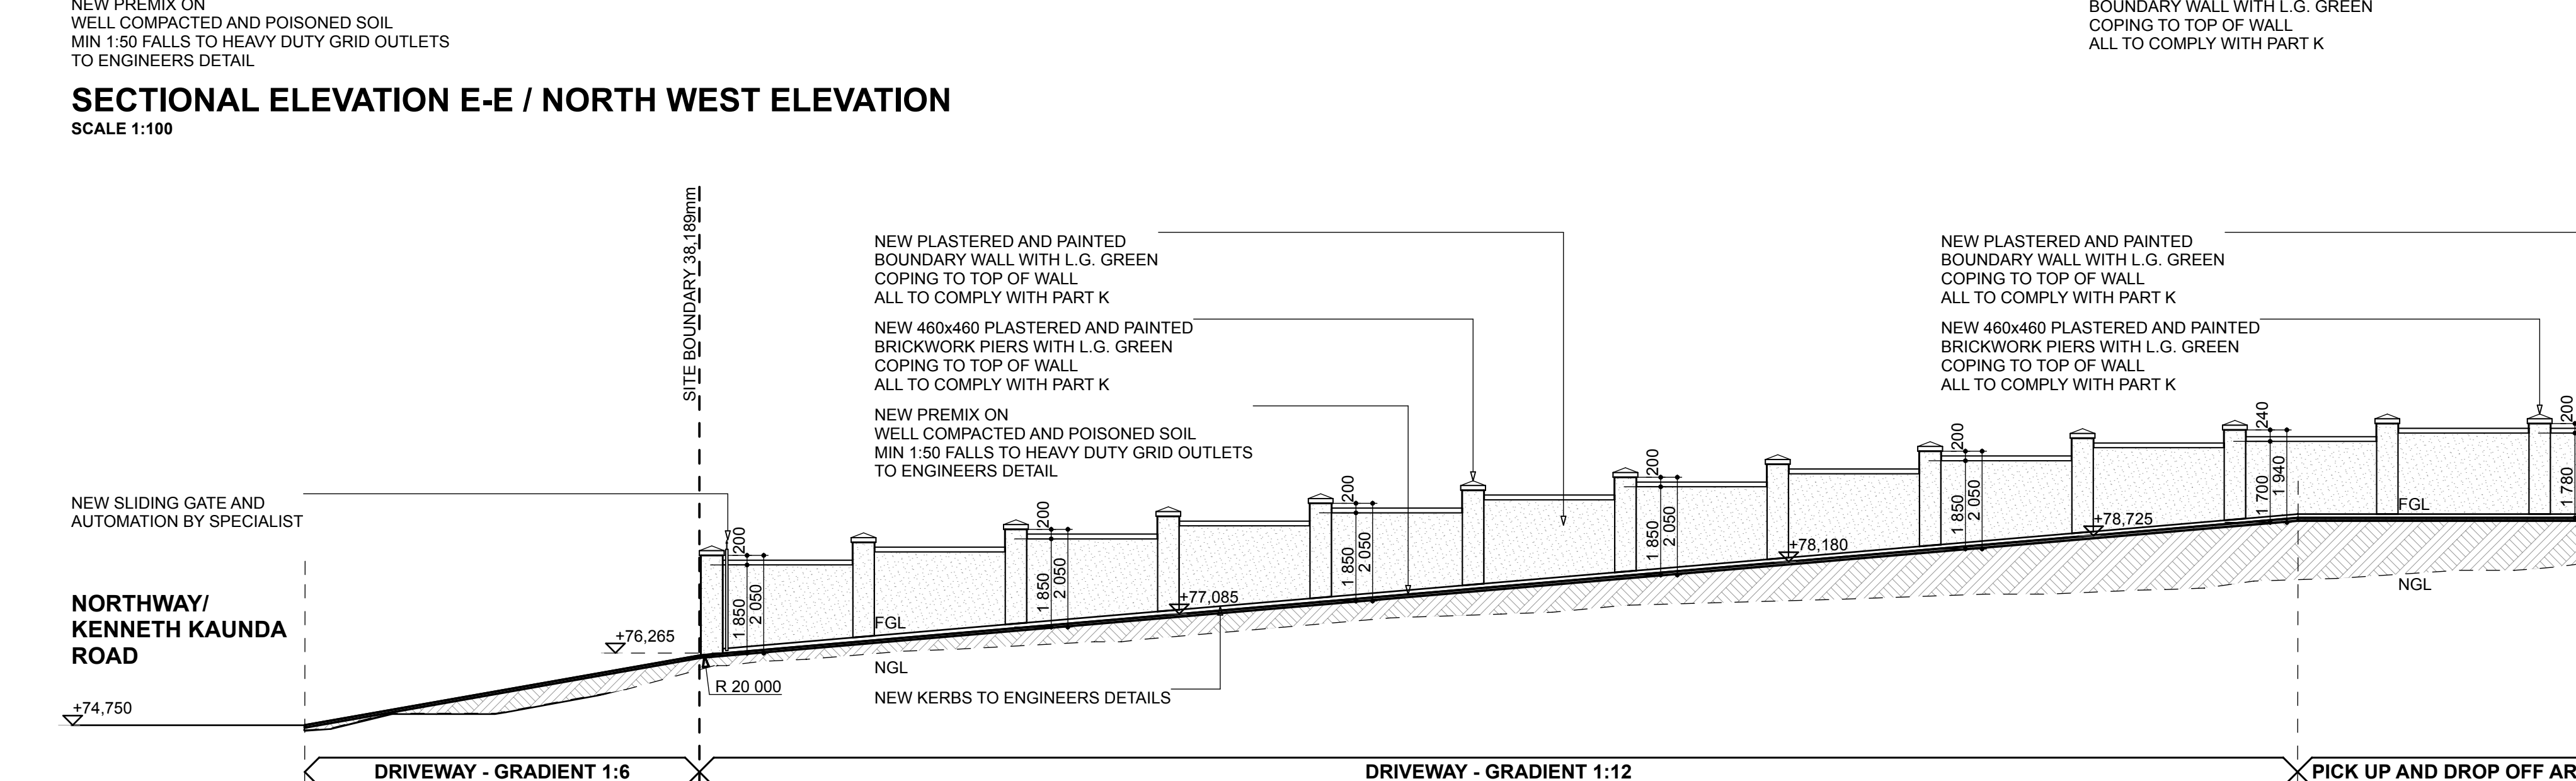 NEW PREMIX ON
WELL COMPACTED AND POISONED SOIL
MIN 1:50 FALLS TO HEAVY DUTY GRID OUTLETS
TO ENGINEERS DETAIL
BOUNDARY WALL WITH L.G. GREEN
COPING TO TOP OF WALL
ALL TO COMPLY WITH PART K
SECTIONAL ELEVATION E-E / NORTH WEST ELEVATION
SCALE 1:100
SITE BOUNDARY 38,189mm
NEW PLASTERED AND PAINTED
BOUNDARY WALL WITH L.G. GREEN
COPING TO TOP OF WALL
ALL TO COMPLY WITH PART K
NEW 460x460 PLASTERED AND PAINTED
BRICKWORK PIERS WITH L.G. GREEN
COPING TO TOP OF WALL
ALL TO COMPLY WITH PART K
NEW PREMIX ON
WELL COMPACTED AND POISONED SOIL
MIN 1:50 FALLS TO HEAVY DUTY GRID OUTLETS
TO ENGINEERS DETAIL
NEW PLASTERED AND PAINTED
BOUNDARY WALL WITH L.G. GREEN
COPING TO TOP OF WALL
ALL TO COMPLY WITH PART K
NEW 460x460 PLASTERED AND PAINTED
BRICKWORK PIERS WITH L.G. GREEN
COPING TO TOP OF WALL
ALL TO COMPLY WITH PART K
NEW SLIDING GATE AND
AUTOMATION BY SPECIALIST
200
1 850
2 050
200
1 850
2 050
200
1 850
2 050
200
1 850
2 050
200
1 850
2 050
240
1 700
1 940
200
1 780
NORTHWAY/
KENNETH KAUNDA
ROAD
+74,750
+76,265
+77,085
+78,180
+78,725
FGL
FGL
NGL
NGL
R 20 000
NEW KERBS TO ENGINEERS DETAILS
DRIVEWAY - GRADIENT 1:6
DRIVEWAY - GRADIENT 1:12
PICK UP AND DROP OFF AR